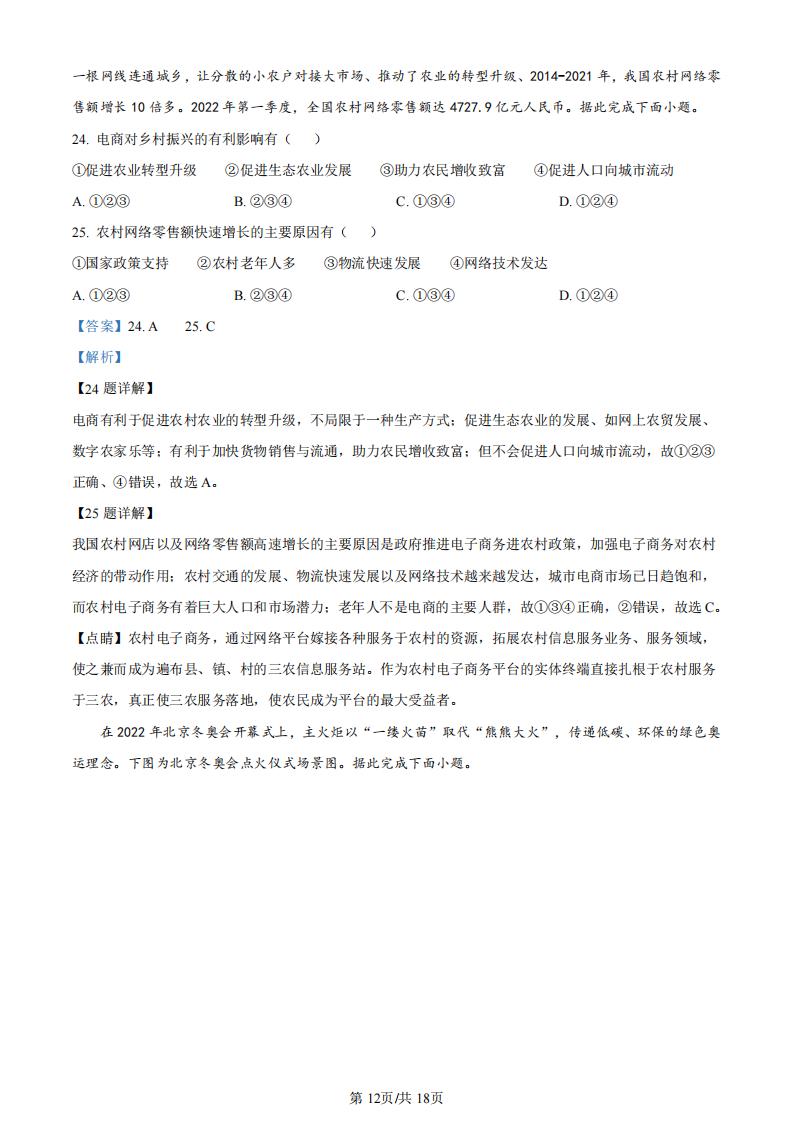 一根网线连通城乡，让分散的小农户对接大市场、推动了农业的转型升级、2014-2021 年，我国农村网络零
售额增长 10 倍多。2022 年第一季度，全国农村网络零售额达 4727.9 亿元人民币。据此完成下面小题。
24. 电商对乡村振兴的有利影响有（ ）
①促进农业转型升级 ②促进生态农业发展 ③助力农民增收致富 ④促进人口向城市流动
A. ①②③ B. ②③④ C. ①③④ D. ①②④
25. 农村网络零售额快速增长的主要原因有（ ）
①国家政策支持 ②农村老年人多 ③物流快速发展 ④网络技术发达
A. ①②③ B. ②③④ C. ①③④ D. ①②④
【答案】24. A 25. C
【解析】
【24 题详解】
电商有利于促进农村农业的转型升级，不局限于一种生产方式；促进生态农业的发展、如网上农贸发展、
数字农家乐等；有利于加快货物销售与流通，助力农民增收致富；但不会促进人口向城市流动，故①②③
正确、④错误，故选 A。
【25 题详解】
我国农村网店以及网络零售额高速增长的主要原因是政府推进电子商务进农村政策，加强电子商务对农村
经济的带动作用；农村交通的发展、物流快速发展以及网络技术越来越发达，城市电商市场已日趋饱和，
而农村电子商务有着巨大人口和市场潜力；老年人不是电商的主要人群，故①③④正确，②错误，故选 C。
【点睛】农村电子商务，通过网络平台嫁接各种服务于农村的资源，拓展农村信息服务业务、服务领域，
使之兼而成为遍布县、镇、村的三农信息服务站。作为农村电子商务平台的实体终端直接扎根于农村服务
于三农，真正使三农服务落地，使农民成为平台的最大受益者。
在 2022 年北京冬奥会开幕式上，主火炬以“一缕火苗”取代“熊熊大火”，传递低碳、环保的绿色奥
运理念。下图为北京冬奥会点火仪式场景图。据此完成下面小题。
第 12页/共 18页